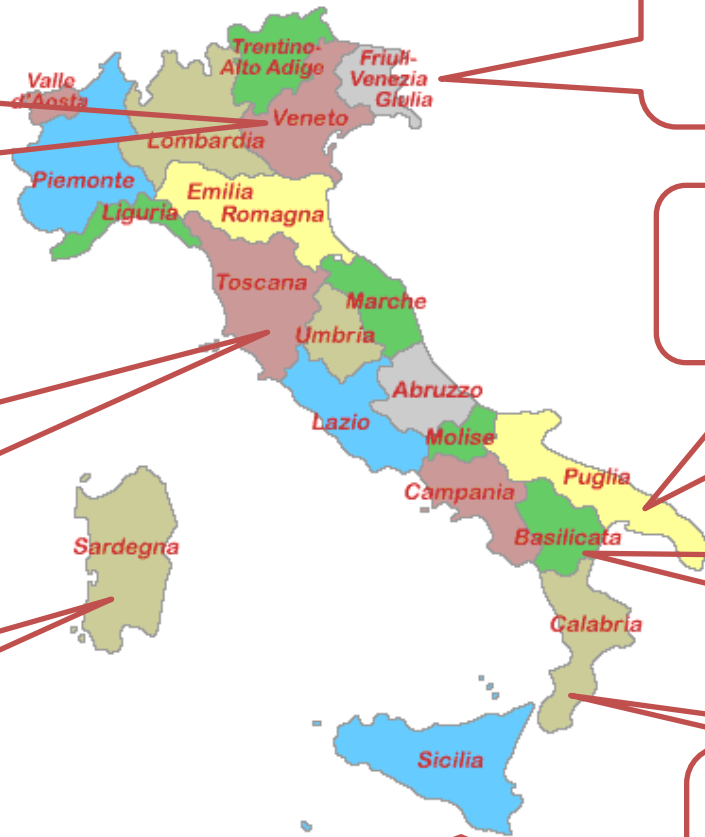 Trentino-
Alto Adige
Friuli-
Venezia
Giulia
Valle
d'Aosta
Veneto
Lombardia
Piemonte
Emilia
Romagna
Liguria
Toscana
Marche
Umbria
Abruzzo
Lazio
Molise
Puglia
Campania
Basilicata
Sardegna
Calabria
Sicilia